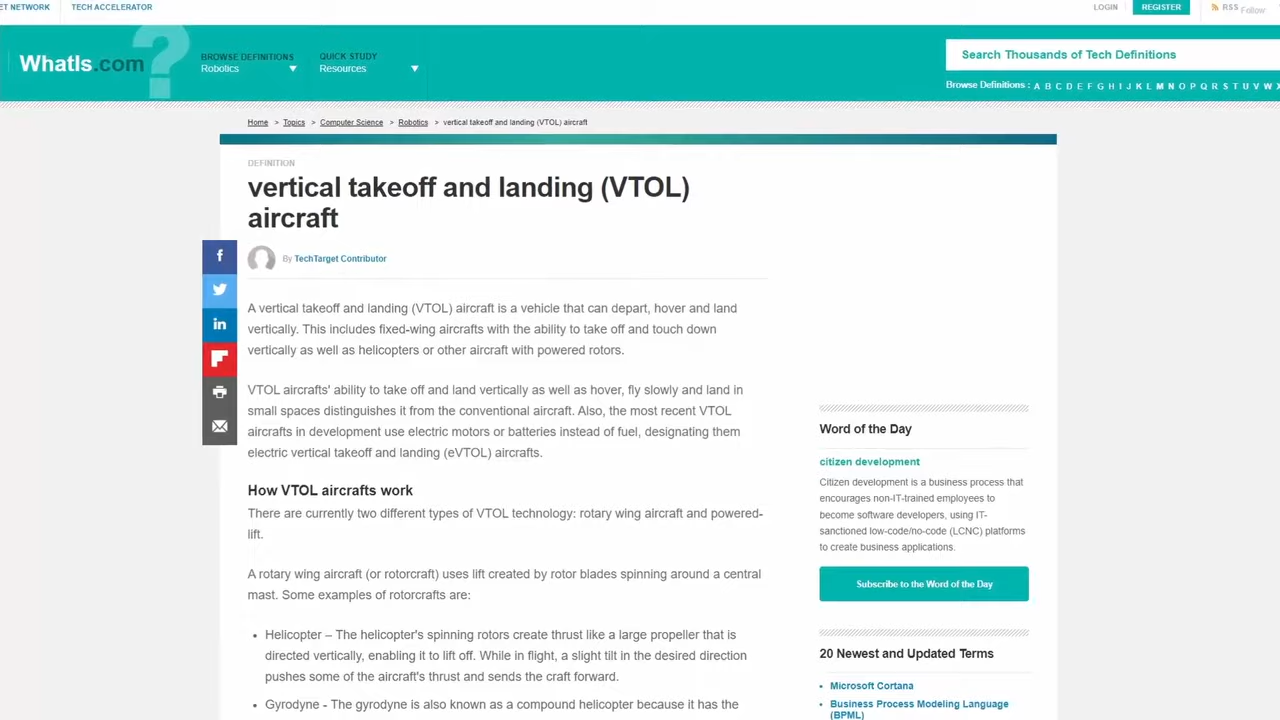 ET NETWORK
TECH ACCELERATOR
LOGIN
REGISTER
RSS
Follow
WhatIs.com
?
BROWSE DEFINITIONS
Robotics
QUICK STUDY
Resources
Search Thousands of Tech Definitions
Browse Definitions : A B C D E F G H I J K L M N O P Q R S T U V W X
Home > Topics > Computer Science > Robotics > vertical takeoff and landing (VTOL) aircraft
DEFINITION
vertical takeoff and landing (VTOL)
aircraft
By TechTarget Contributor
A vertical takeoff and landing (VTOL) aircraft is a vehicle that can depart, hover and land
vertically. This includes fixed-wing aircrafts with the ability to take off and touch down
vertically as well as helicopters or other aircraft with powered rotors.
VTOL aircrafts' ability to take off and land vertically as well as hover, fly slowly and land in
small spaces distinguishes it from the conventional aircraft. Also, the most recent VTOL
aircrafts in development use electric motors or batteries instead of fuel, designating them
electric vertical takeoff and landing (eVTOL) aircrafts.
How VTOL aircrafts work
There are currently two different types of VTOL technology: rotary wing aircraft and powered-
lift.
A rotary wing aircraft (or rotorcraft) uses lift created by rotor blades spinning around a central
mast. Some examples of rotorcrafts are:
• Helicopter – The helicopter's spinning rotors create thrust like a large propeller that is
directed vertically, enabling it to lift off. While in flight, a slight tilt in the desired direction
pushes some of the aircraft's thrust and sends the craft forward.
• Gyrodyne - The gyrodyne is also known as a compound helicopter because it has the
Word of the Day
citizen development
Citizen development is a business process that
encourages non-IT-trained employees to
become software developers, using IT-
sanctioned low-code/no-code (LCNC) platforms
to create business applications.
Subscribe to the Word of the Day
20 Newest and Updated Terms
• Microsoft Cortana
• Business Process Modeling Language
(BPML)